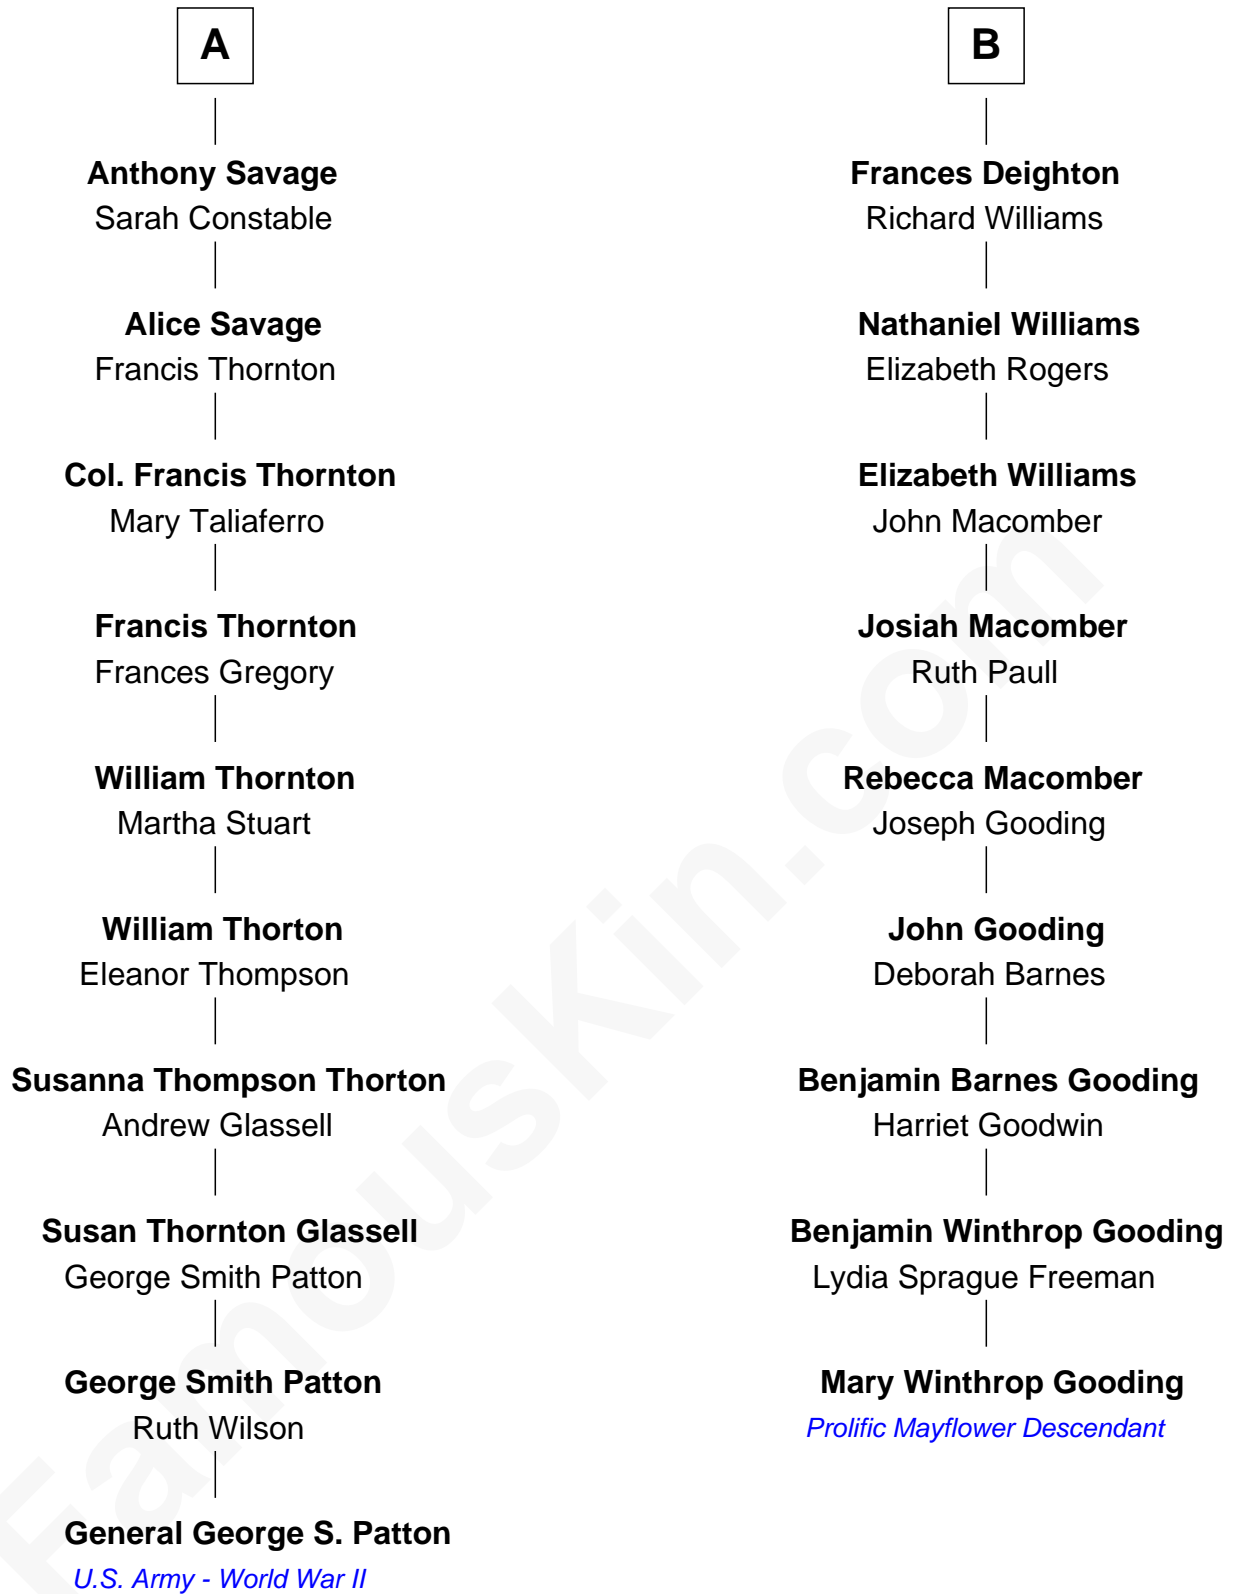 A
Anthony Savage
Sarah Constable
Alice Savage
Francis Thornton
Col. Francis Thornton
Mary Taliaferro
Francis Thornton
Frances Gregory
William Thornton
Martha Stuart
William Thorton
Eleanor Thompson
Susanna Thompson Thorton
Andrew Glassell
Susan Thornton Glassell
George Smith Patton
George Smith Patton
Ruth Wilson
General George S. Patton
U.S. Army - World War II
B
Frances Deighton
Richard Williams
Nathaniel Williams
Elizabeth Rogers
Elizabeth Williams
John Macomber
Josiah Macomber
Ruth Paull
Rebecca Macomber
Joseph Gooding
John Gooding
Deborah Barnes
Benjamin Barnes Gooding
Harriet Goodwin
Benjamin Winthrop Gooding
Lydia Sprague Freeman
Mary Winthrop Gooding
Prolific Mayflower Descendant
FamousKin.com